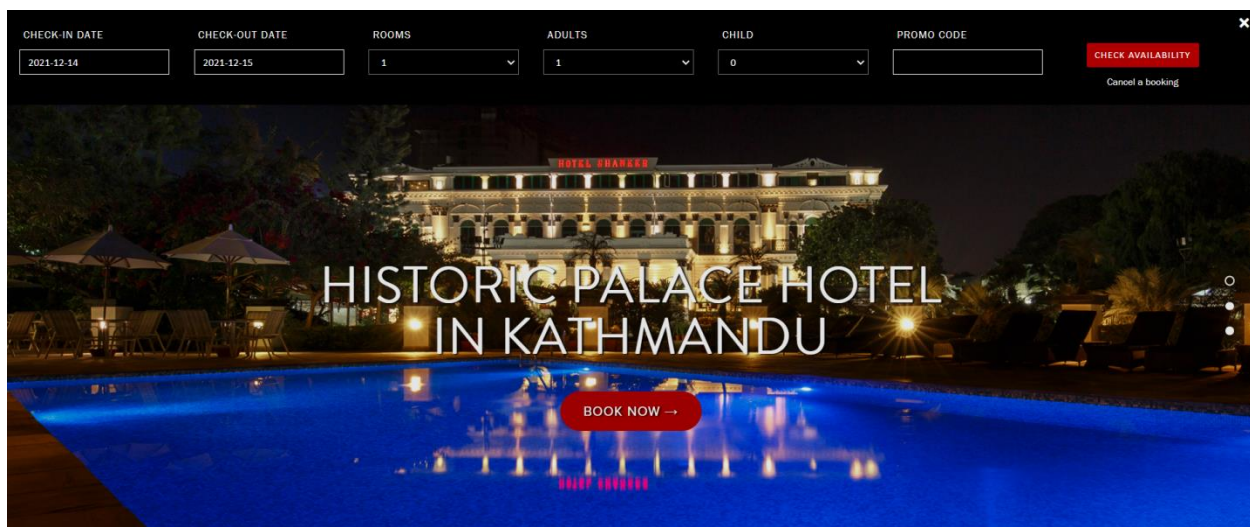 CHECK-IN DATE CHECK-OUT DATE ROOMS ADULTS CHILD PROMO CODE
2021-12-14 2021-12-15 1 1 0
CHECK AVAILABILITY
Cancel a booking
HOTEL SHANKER
HISTORIC PALACE HOTEL
IN KATHMANDU
BOOK NOW →